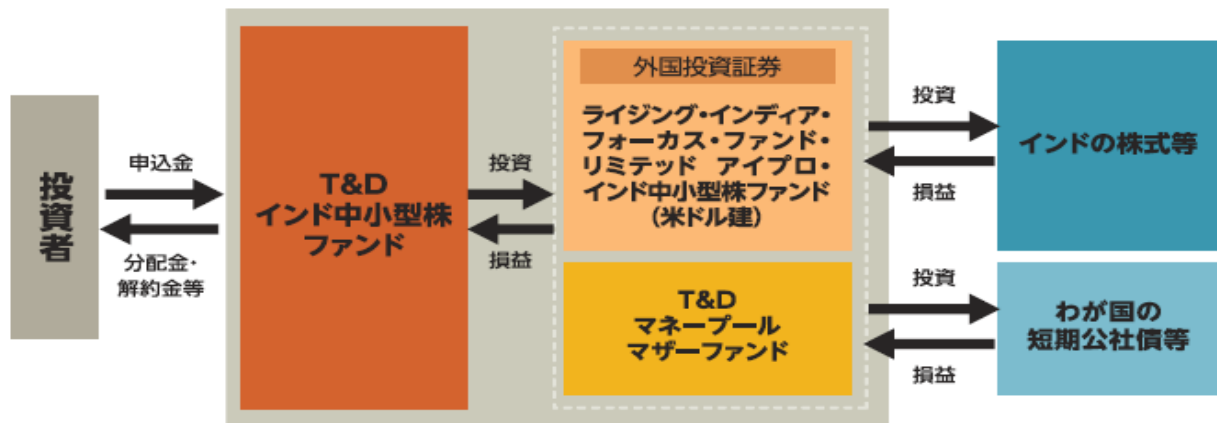 投資者
申込金
分配金・
解約金等
T&D
インド中小型株
ファンド
投資
損益
外国投資証券
ライジング・インディア・
フォーカス・ファンド・
リミテッド アイプロ・
インド中小型株ファンド
(米ドル建)
T&D
マネープール
マザーファンド
投資
損益
インドの株式等
投資
損益
わが国の
短期公社債等